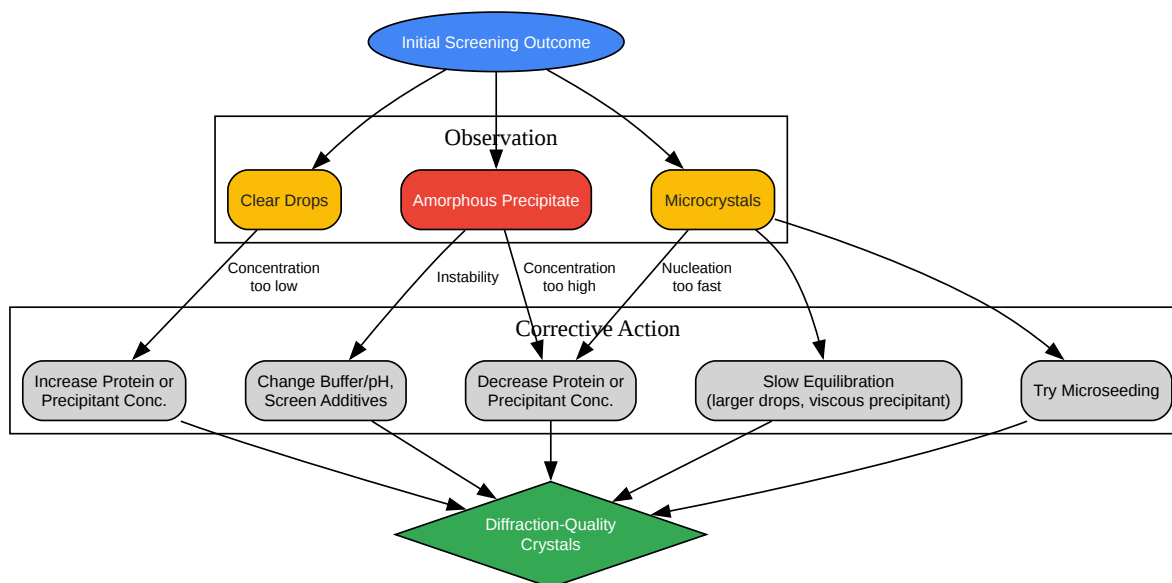 Initial Screening Outcome
Observation
Clear Drops
Amorphous Precipitate
Microcrystals
Concentration
too low
Instability
Concentration
too high
Nucleation
too fast
Corrective Action
Increase Protein or
Precipitant Conc.
Change Buffer/pH,
Screen Additives
Decrease Protein or
Precipitant Conc.
Slow Equilibration
(larger drops, viscous precipitant)
Try Microseeding
Diffraction-Quality
Crystals